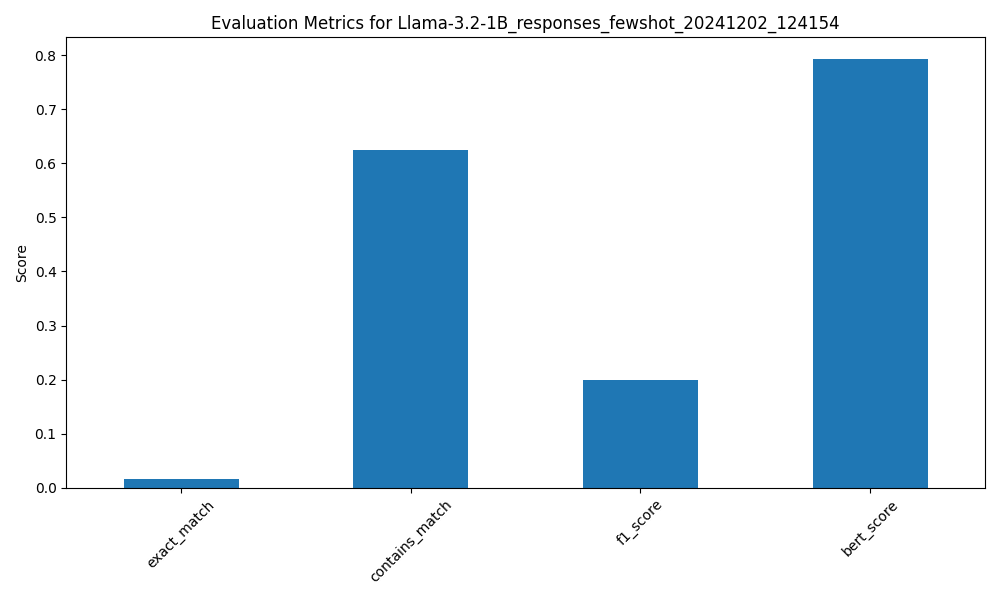 Evaluation Metrics for Llama-3.2-1B_responses_fewshot_20241202_124154
Score
0.8
0.7
0.6
0.5
0.4
0.3
0.2
0.1
0.0
exact_match
contains_match
f1_score
bert_score